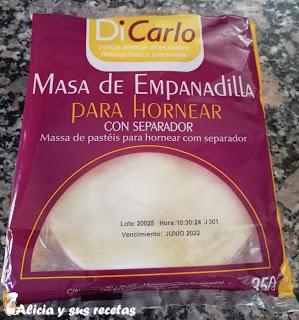 DiCarlo
pastas frescas artesanales
massas fresca artesanais
MASA DE EMPANADILLA
PARA HORNEAR
CON SEPARADOR
Massa de pastéis para hornear com separador
Lote: 20025 Hora: 10:30:24 J 301
Vencimiento: JUNIO 2022
350g
Alicia y sus recetas